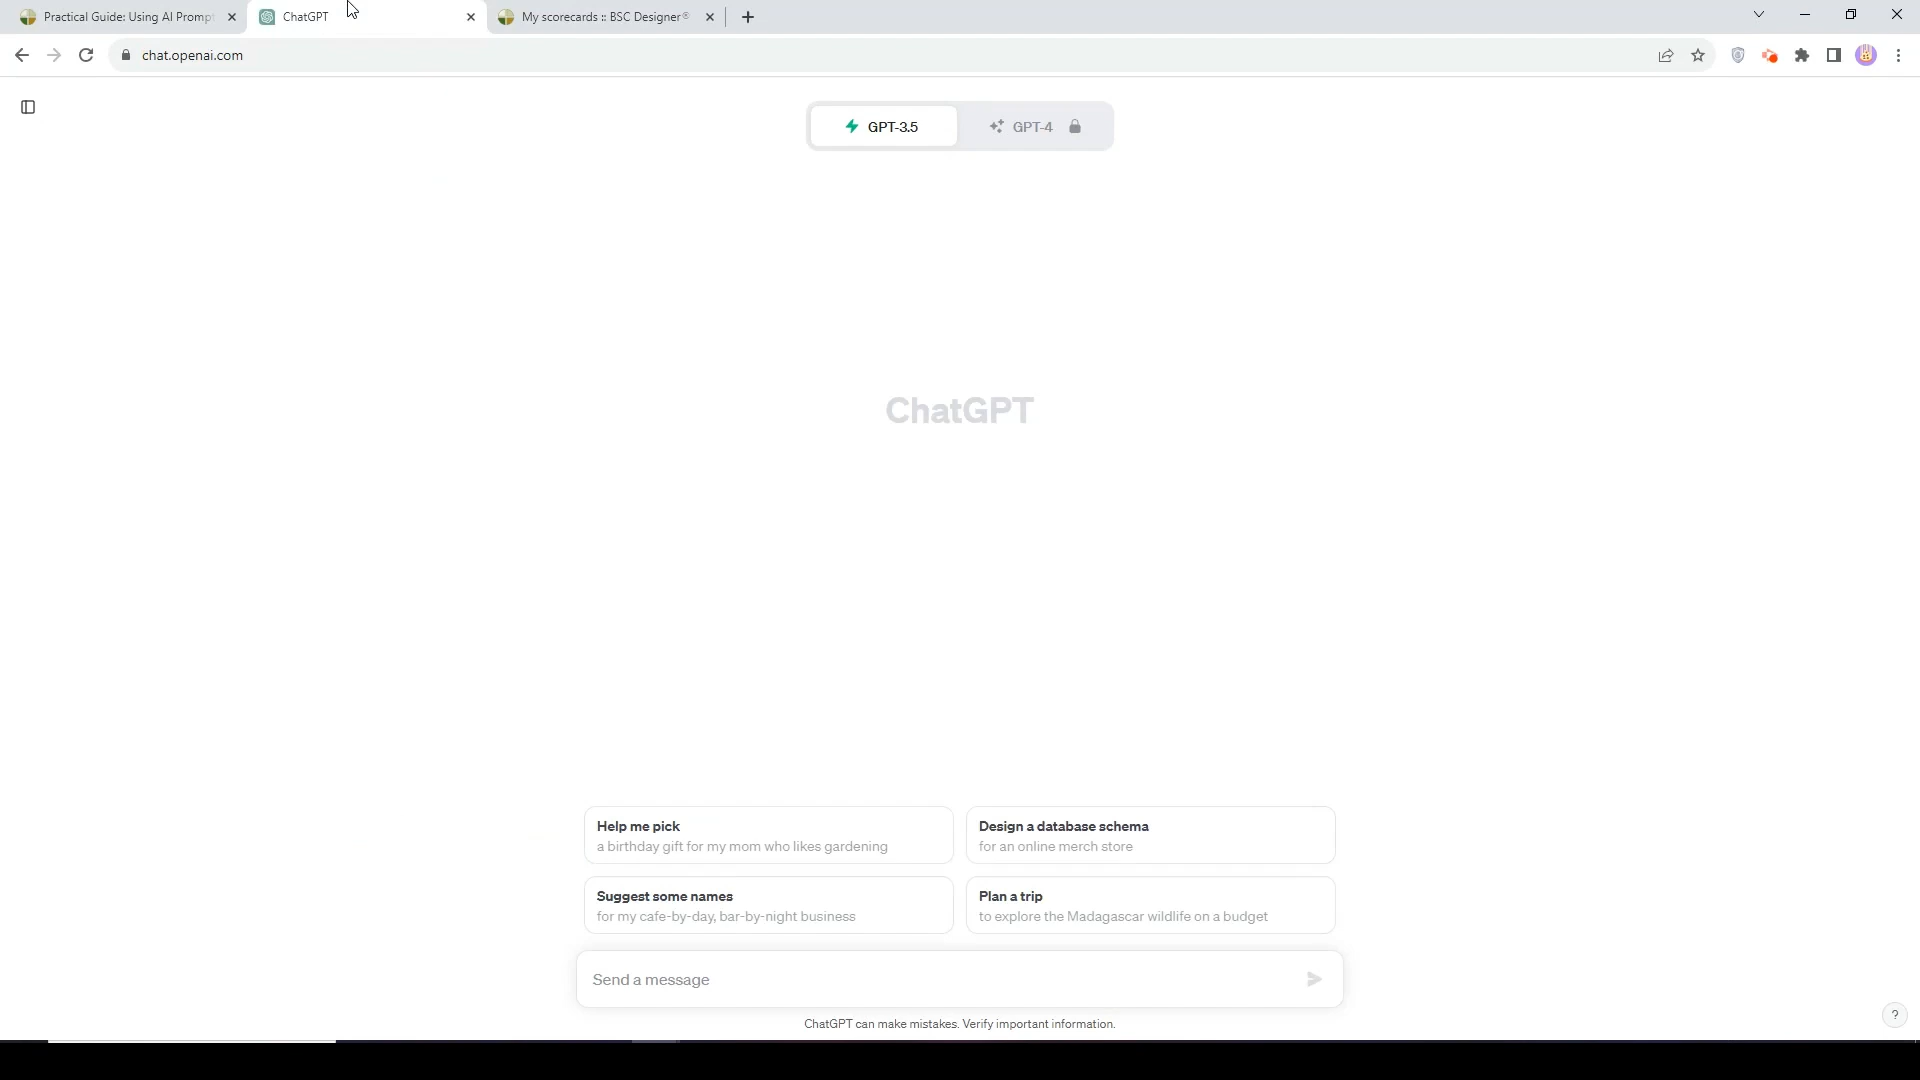 Practical Guide: Using AI Prompt
ChatGPT
My scorecards :: BSC Designer®
chat.openai.com
GPT-3.5
GPT-4
ChatGPT
Help me pick
a birthday gift for my mom who likes gardening
Design a database schema
for an online merch store
Suggest some names
for my cafe-by-day, bar-by-night business
Plan a trip
to explore the Madagascar wildlife on a budget
Send a message
ChatGPT can make mistakes. Verify important information.
?